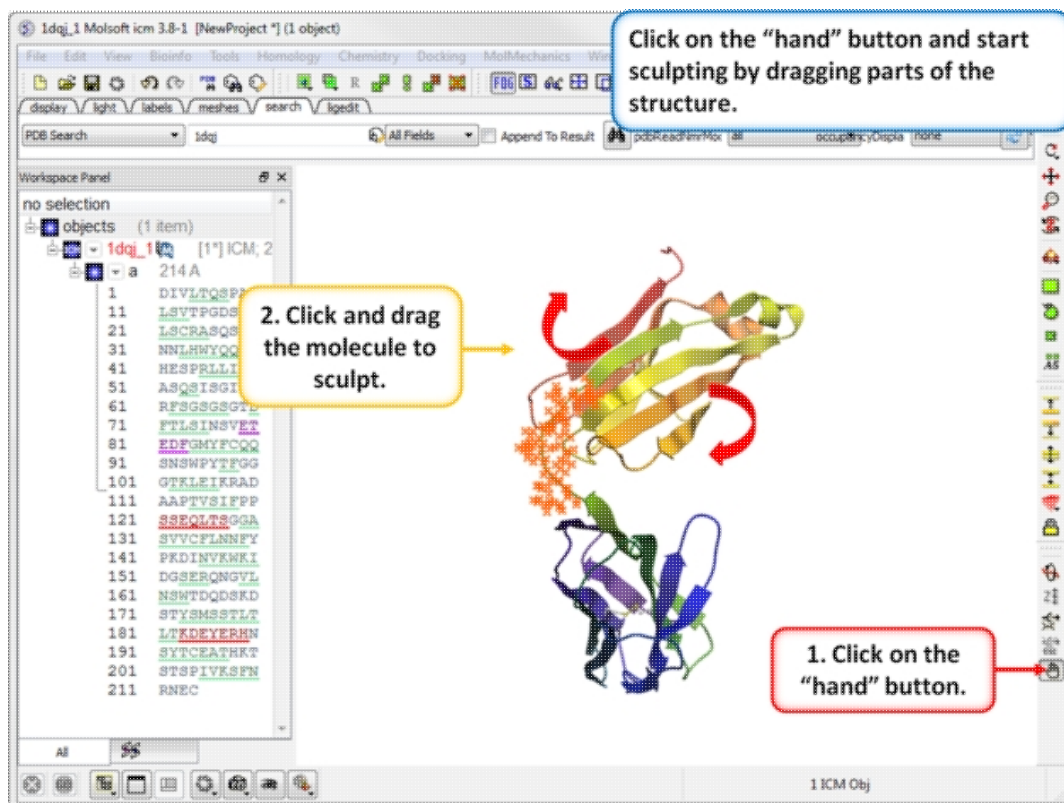 1dqj_1 Molsoft icm 3.8-1 [NewProject *] (1 object)
File Edit View Bioinfo Tools Homology Chemistry Docking MolMechanics
Click on the “hand” button and start
sculpting by dragging parts of the
structure.
display light labels meshes search ligedit
PDB Search 1dqj All Fields Append To Result pdbReadNmrMod all none
Workspace Panel
no selection
objects (1 item)
1dqj_1 [1*] ICM; 2
a 214 A
1 DIVLTQSP
11 LSVTPGDS
21 LSCRASQS
31 NNLHWYQQ
41 HESPRLLI
51 ASQSISGI
61 RFSGSGSGTD
71 FTLSINSVET
81 EDFGMYFCQQ
91 SNSWPYTFGG
101 GTKLEIKRAD
111 AAPTVSIFPP
121 SSEQLTSGGA
131 SVVCFLNNFY
141 PKDINVKWKI
151 DGSERQNGVL
161 NSWTDQDSKD
171 STYSMSSTLT
181 LTKDEYERHN
191 SYTCEATHKT
201 STSPIVKSFN
211 RNEC
2. Click and drag
the molecule to
sculpt.
AS
1. Click on the
“hand” button.
All
1 ICM Obj